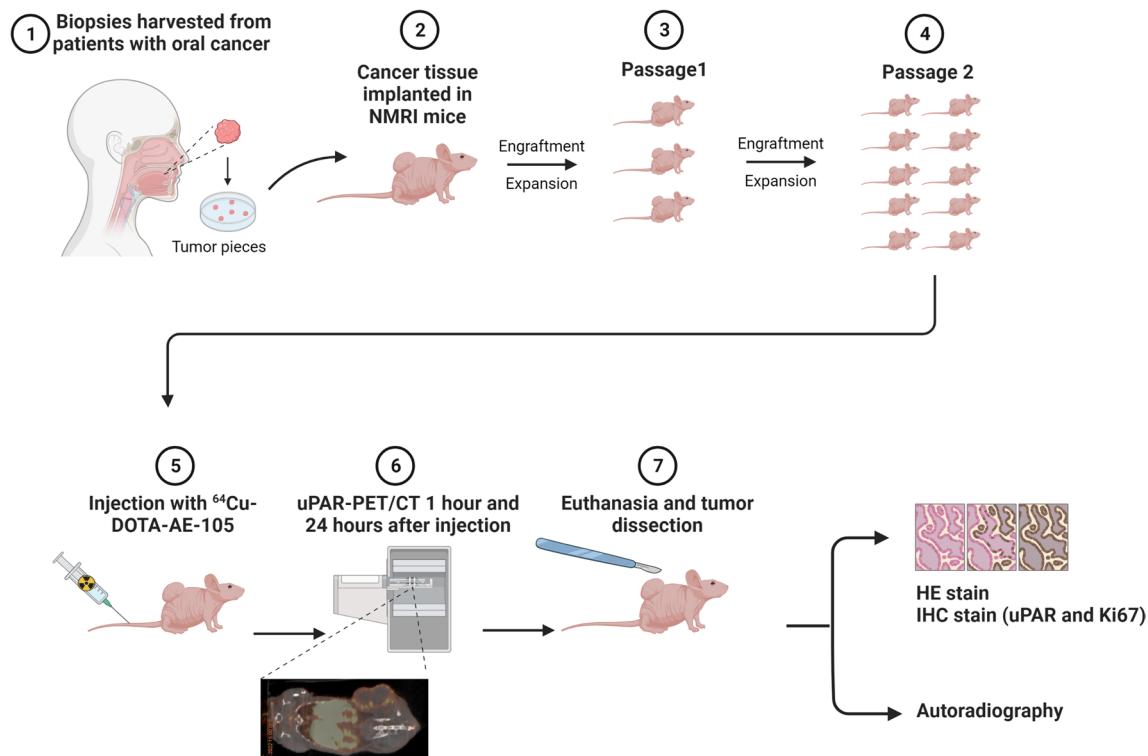 1
Biopsies harvested from
patients with oral cancer
Tumor pieces
2
Cancer tissue
implanted in
NMRI mice
Engraftment
Expansion
3
Passage1
Engraftment
Expansion
4
Passage 2
5
Injection with ⁶⁴Cu-
DOTA-AE-105
6
uPAR-PET/CT 1 hour and
24 hours after injection
7
Euthanasia and tumor
dissection
HE stain
IHC stain (uPAR and Ki67)
Autoradiography